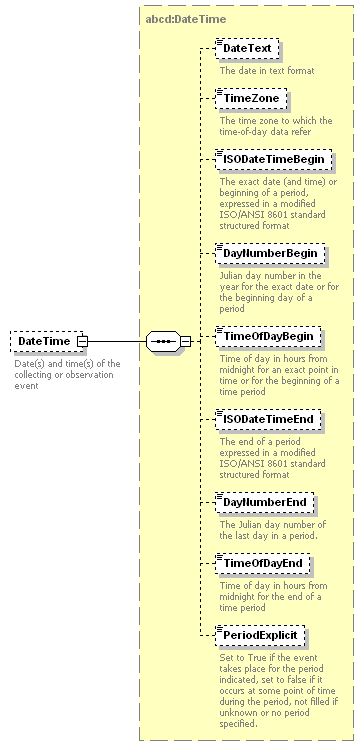 abcd:DateTime
DateText
The date in text format
TimeZone
The time zone to which the
time-of-day data refer
ISODateTimeBegin
The exact date (and time) or
beginning of a period,
expressed in a modified
ISO/ANSI 8601 standard
structured format
DayNumberBegin
Julian day number in the
year for the exact date or for
the beginning day of a
period
DateTime
Date(s) and time(s) of the
collecting or observation
event
TimeOfDayBegin
Time of day in hours from
midnight for an exact point in
time or for the beginning of a
time period
ISODateTimeEnd
The end of a period
expressed in a modified
ISO/ANSI 8601 standard
structured format
DayNumberEnd
The Julian day number of
the last day in a period.
TimeOfDayEnd
Time of day in hours from
midnight for the end of a
time period
PeriodExplicit
Set to True if the event
takes place for the period
indicated, set to false if it
occurs at some point of time
during the period, not filled if
unknown or no period
specified.